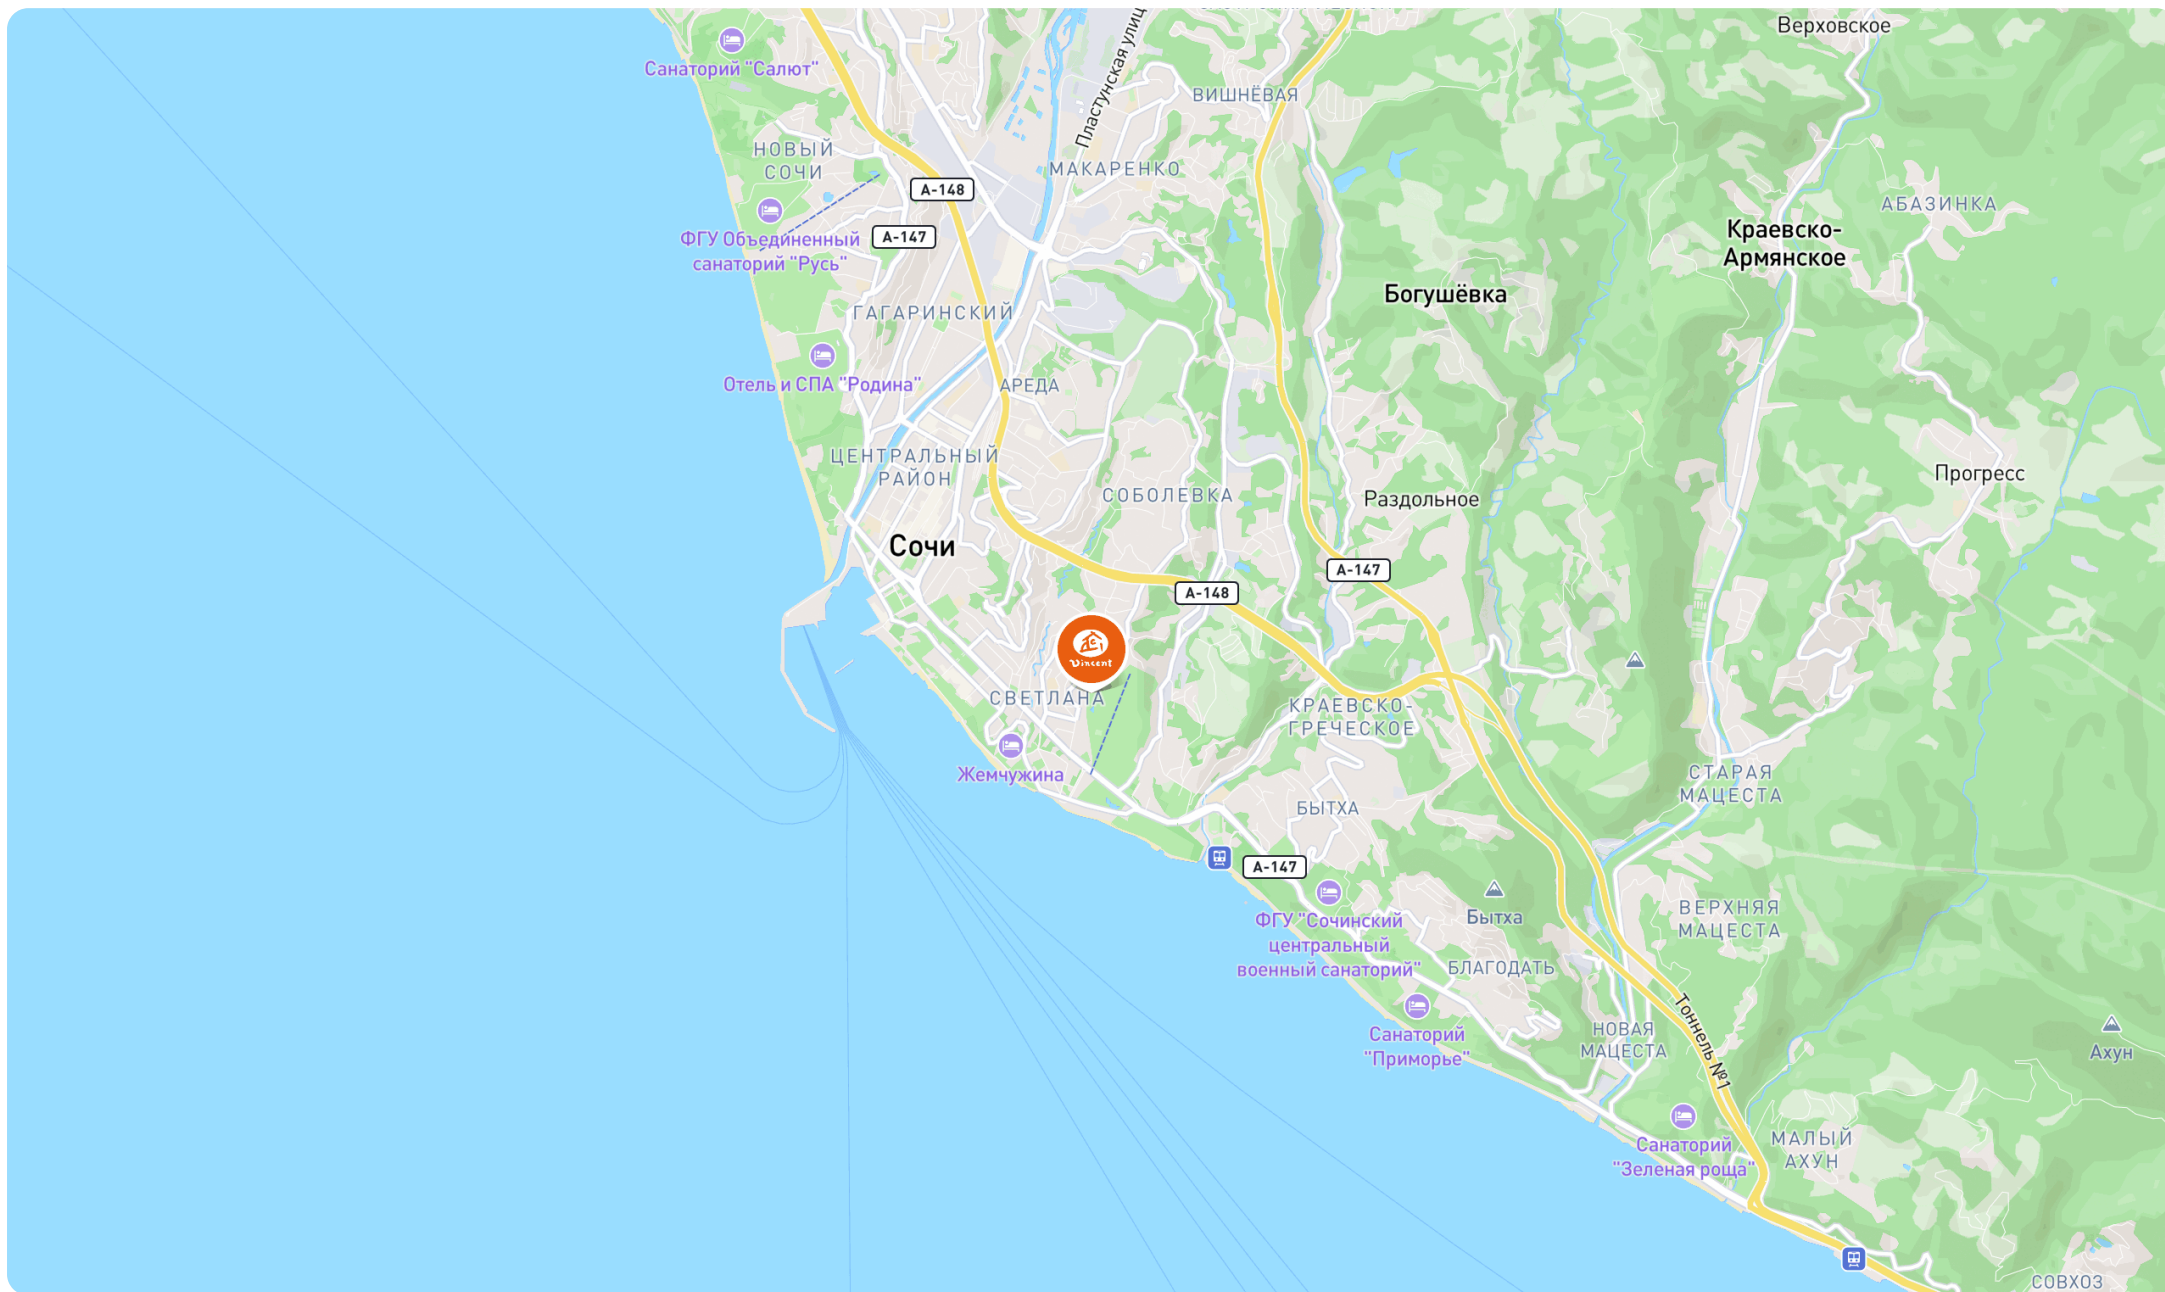 Верховское
Санаторий "Салют"
Пластунская улиц
ВИШНЁВАЯ
НОВЫЙ
СОЧИ
МАКАРЕНКО
А-148
АБАЗИНКА
ФГУ Объединенный
санаторий "Русь"
А-147
Краевско-
Армянское
Богушёвка
ГАГАРИНСКИЙ
Отель и СПА "Родина"
АРЕДА
ЦЕНТРАЛЬНЫЙ
РАЙОН
СОБОЛЕВКА
Раздольное
Прогресс
Сочи
А-147
А-148
Vincent
СВЕТЛАНА
КРАЕВСКО-
ГРЕЧЕСКОЕ
Жемчужина
СТАРАЯ
МАЦЕСТА
БЫТХА
А-147
ФГУ "Сочинский
центральный
военный санаторий"
Бытха
ВЕРХНЯЯ
МАЦЕСТА
БЛАГОДАТЬ
Санаторий
"Приморье"
НОВАЯ
МАЦЕСТА
Тоннель №1
Ахун
Санаторий
"Зеленая роща"
МАЛЫЙ
АХУН
СОВХОЗ